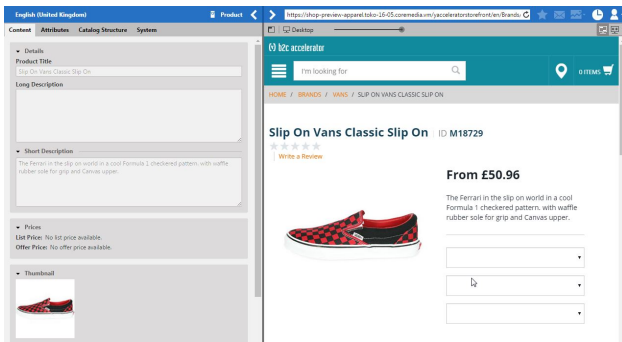 English (United Kingdom)
Product
Content Attributes Catalog Structure System
Details
Product Title
Slip On Vans Classic Slip On
Long Description
Short Description
The Ferrari in the slip on world in a cool Formula 1 checkered pattern. with waffle
rubber sole for grip and Canvas upper.
Prices
List Price: No list price available.
Offer Price: No offer price available.
Thumbnail
https://shop-preview-apparel.toko-16-05.coremedia.vm/yacceleratorstorefront/en/Brands/
Desktop
b2c accelerator
I'm looking for
0 ITEMS
HOME / BRANDS / VANS / SLIP ON VANS CLASSIC SLIP ON
Slip On Vans Classic Slip On ID M18729
Write a Review
From £50.96
The Ferrari in the slip on world in a cool
Formula 1 checkered pattern. with waffle
rubber sole for grip and Canvas upper.